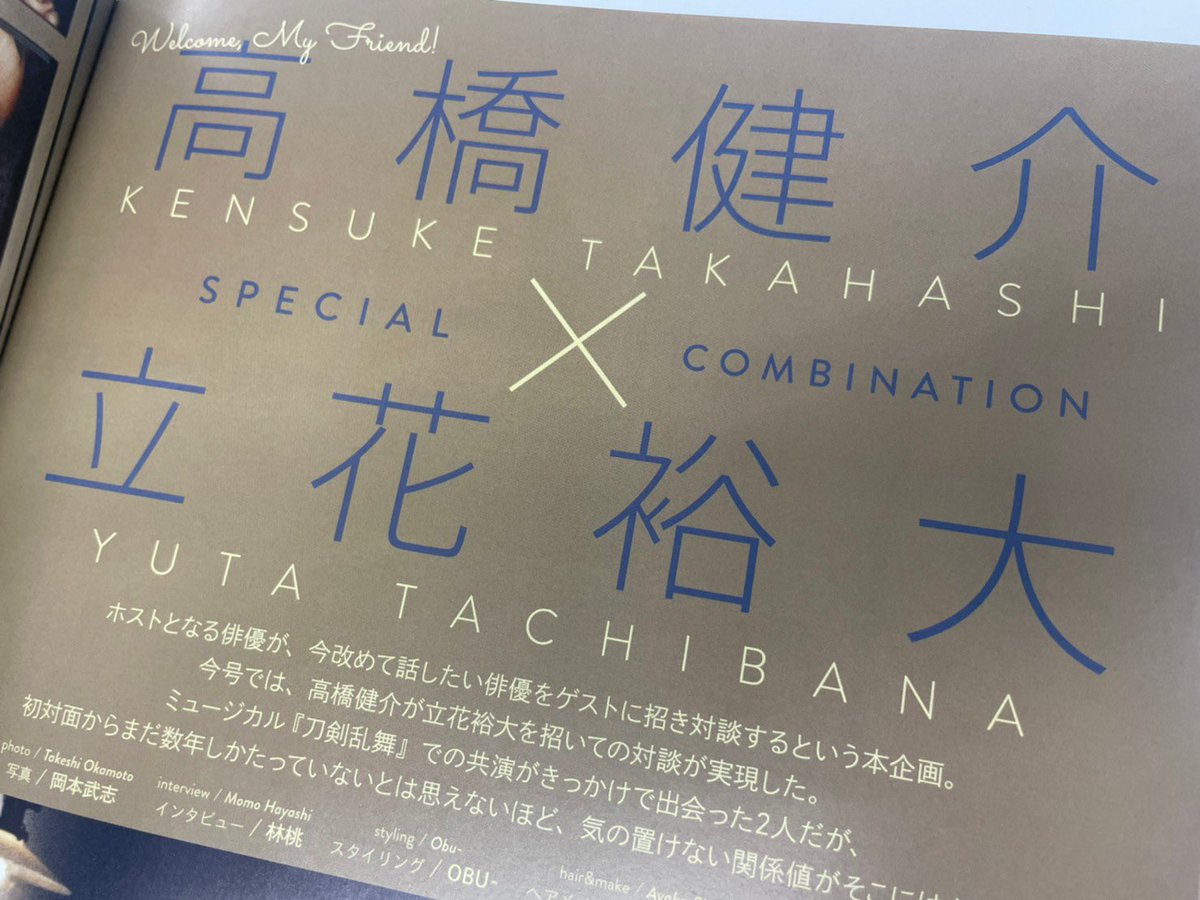 Welcome, My Friend!
高橋健介
KENSUKE TAKAHASHI
SPECIAL × COMBINATION
立花裕大
YUTA TACHIBANA
ホストとなる俳優が、今改めて話したい俳優をゲストに招き対談するという本企画。
今号では、高橋健介が立花裕大を招いての対談が実現した。
ミュージカル『刀剣乱舞』での共演がきっかけで出会った2人だが、
初対面からまだ数年しかたっていないとは思えないほど、気の置けない関係値がそこには
photo / Takeshi Okamoto
写真 / 岡本武志
interview / Momo Hayashi
インタビュー / 林桃
styling / Obu-
スタイリング / OBU-
hair&make /